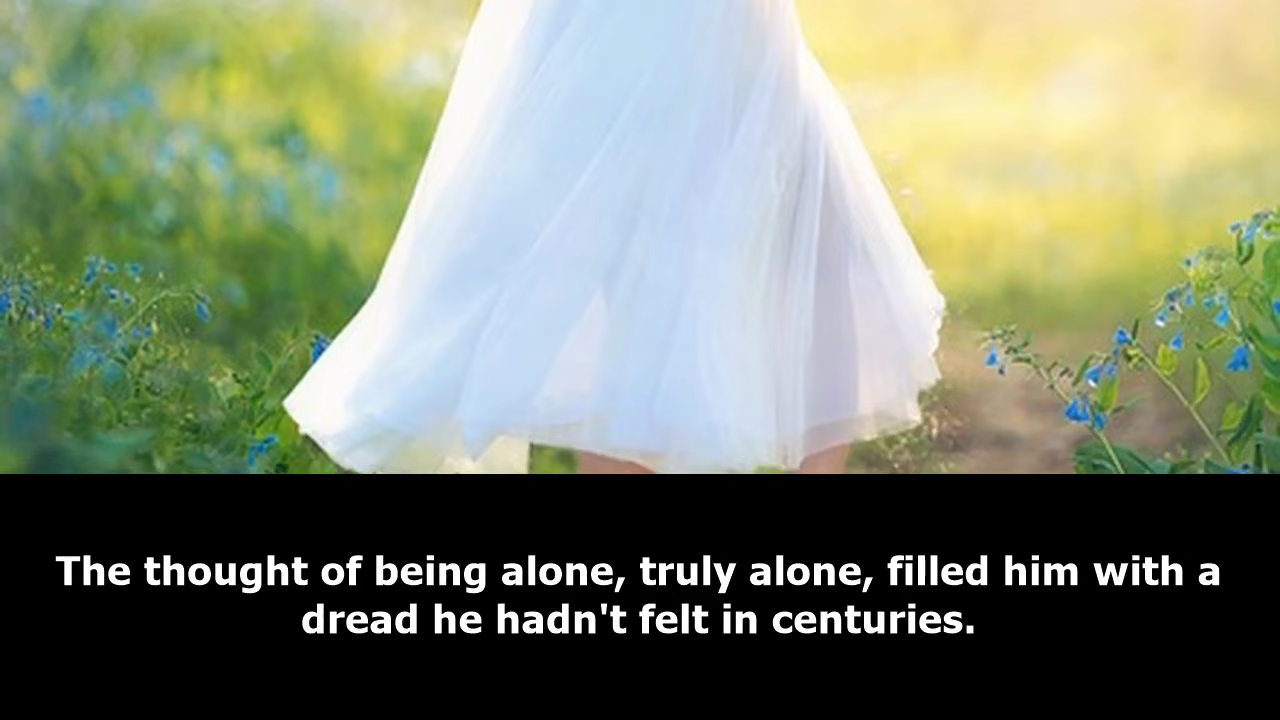 The thought of being alone, truly alone, filled him with a
dread he hadn't felt in centuries.